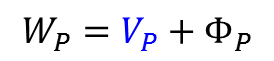 W_P = V_P + Φ_P